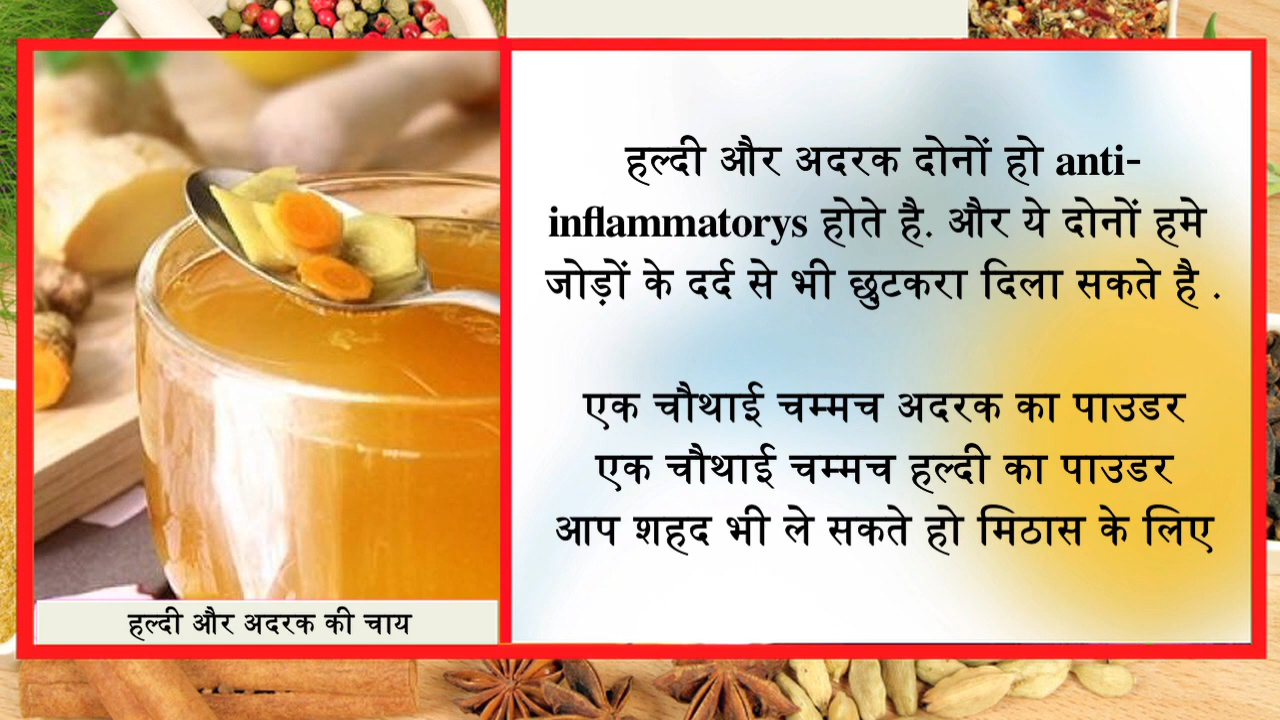 हल्दी और अदरक दोनों हो anti-
inflammatorys होते है. और ये दोनों हमे
जोड़ों के दर्द से भी छुटकरा दिला सकते है .
एक चौथाई चम्मच अदरक का पाउडर
एक चौथाई चम्मच हल्दी का पाउडर
आप शहद भी ले सकते हो मिठास के लिए
हल्दी और अदरक की चाय